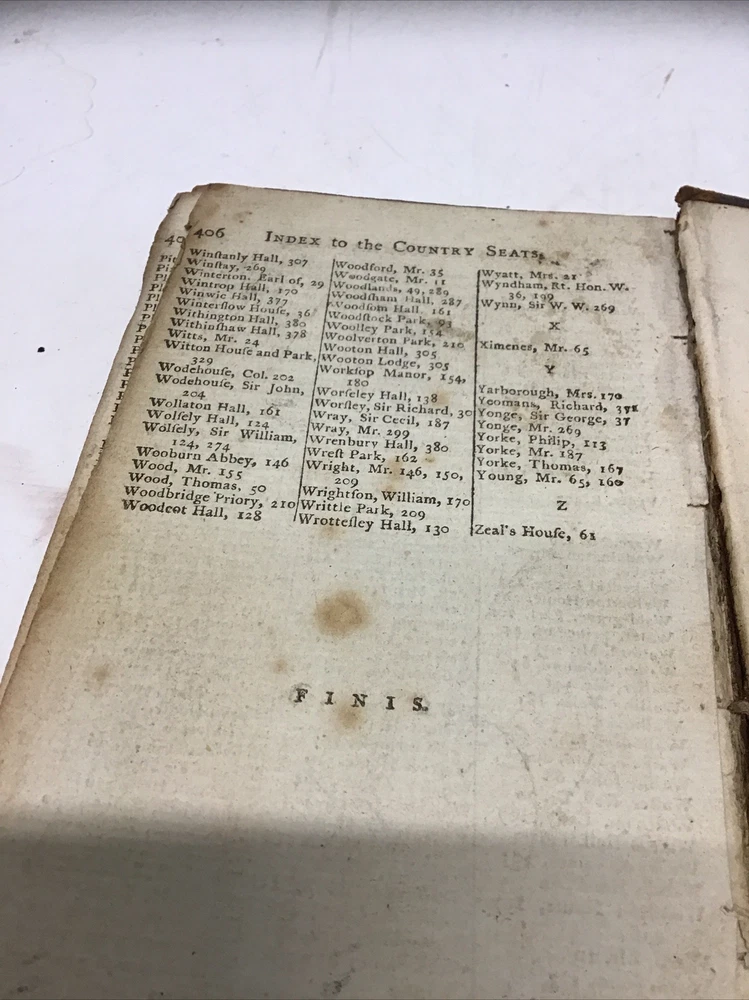 406
INDEX to the COUNTRY SEATS.
Winſtanly Hall, 307
Winſtay, 269
Winterton, Earl of, 29
Wintrop Hall, 170
Winwic Hall, 377
Winterſlow Houſe, 36
Withington Hall, 380
Withinſhaw Hall, 378
Witts, Mr. 24
Witton Houſe and Park,
329
Wodehouſe, Col. 202
Wodehouſe, Sir John,
204
Wollaton Hall, 161
Wolſely Hall, 124
Wolſely, Sir William,
124, 274
Wooburn Abbey, 146
Wood, Mr. 155
Wood, Thomas, 50
Woodbridge Priory, 210
Woodcot Hall, 128
Woodford, Mr. 35
Woodgate, Mr. 11
Woodlands, 49, 289
Woodſham Hall, 287
Woodſom Hall, 161
Woodſtock Park, 93
Woolley Park, 154
Woolverton Park, 210
Wooton Hall, 305
Wooton Lodge, 305
Workſop Manor, 154,
180
Worſeley Hall, 138
Worſley, Sir Richard, 30
Wray, Sir Cecil, 187
Wray, Mr. 299
Wrenbury Hall, 380
Wreſt Park, 162
Wright, Mr. 146, 150,
209
Wrightſon, William, 170
Writtle Park, 209
Wrotteſley Hall, 130
Wyatt, Mrs. 21
Wyndham, Rt. Hon. W.
36, 199
Wynn, Sir W. W. 269
X
Ximenes, Mr. 65
Y
Yarborough, Mrs. 170
Yeomans, Richard,
Yonge, Sir George, 37
Yonge, Mr. 269
Yorke, Philip, 113
Yorke, Mr. 187
Yorke, Thomas, 167
Young, Mr. 65, 160
Z
Zeal's Houſe, 61
FINIS.